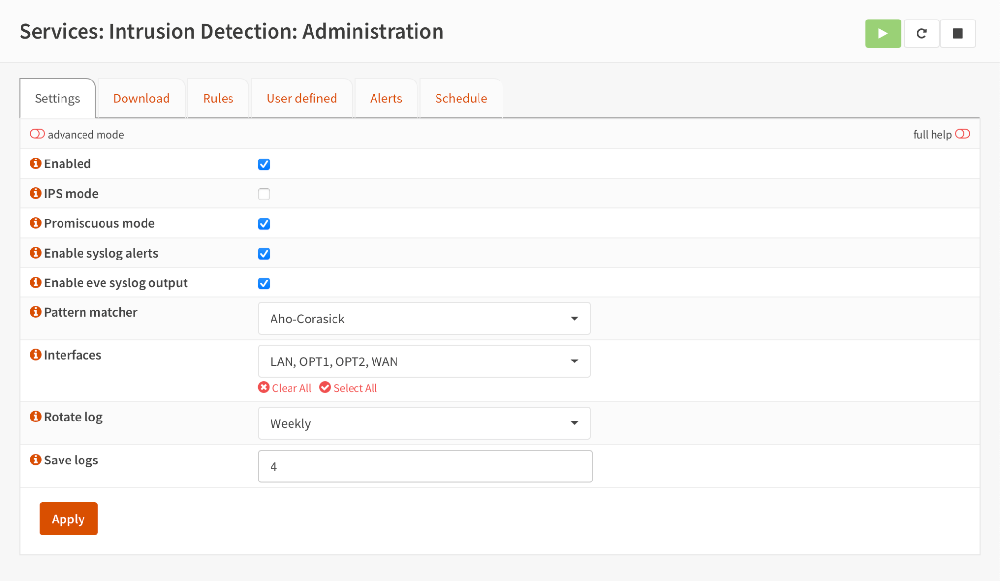 Services: Intrusion Detection: Administration
Settings Download Rules User defined Alerts Schedule
advanced mode full help
Enabled
IPS mode
Promiscuous mode
Enable syslog alerts
Enable eve syslog output
Pattern matcher Aho-Corasick
Interfaces LAN, OPT1, OPT2, WAN
Clear All Select All
Rotate log Weekly
Save logs 4
Apply